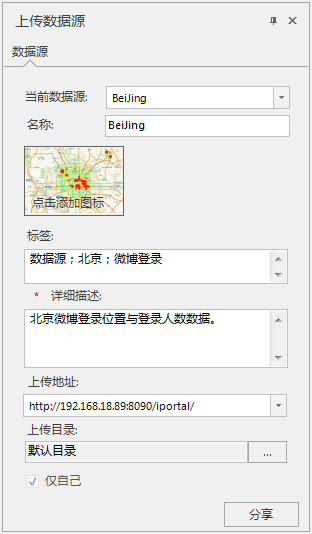 上传数据源
数据源
当前数据源: BeiJing
名称: BeiJing
点击添加图标
标签:
数据源；北京；微博登录
* 详细描述:
北京微博登录位置与登录人数数据。
上传地址:
http://192.168.18.89:8090/iportal/
上传目录:
默认目录 ...
仅自己
分享